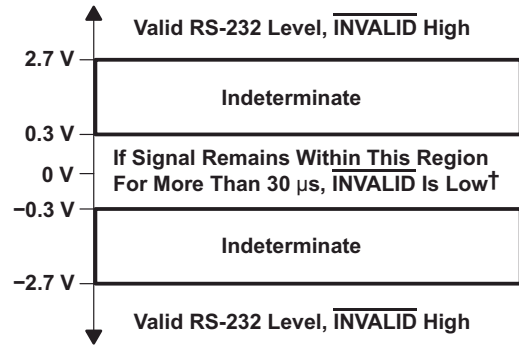 Valid RS-232 Level, INVALID High
2.7 V
Indeterminate
0.3 V
If Signal Remains Within This Region
0 V
For More Than 30 μs, INVALID Is Low†
−0.3 V
Indeterminate
−2.7 V
Valid RS-232 Level, INVALID High